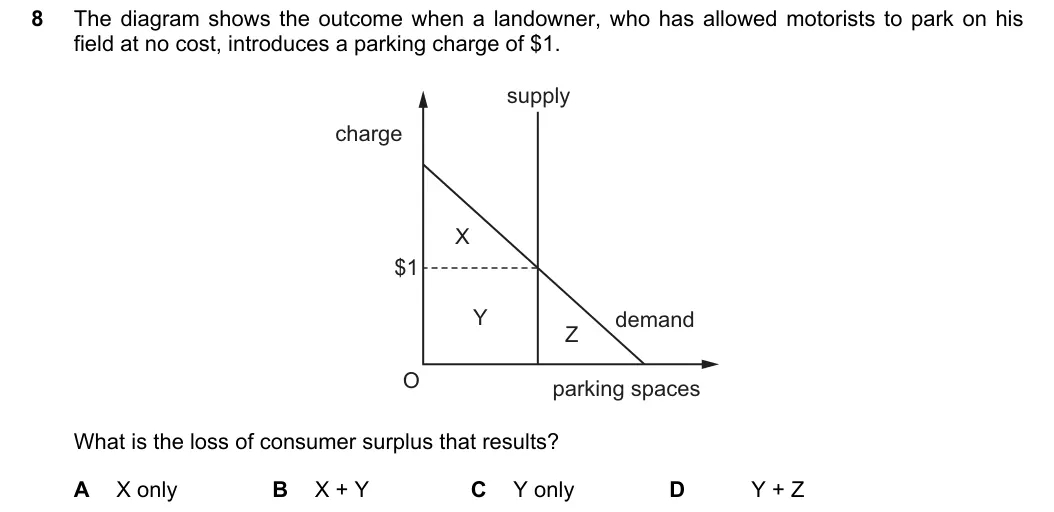 8 The diagram shows the outcome when a landowner, who has allowed motorists to park on his
field at no cost, introduces a parking charge of $1.
supply
charge
X
$1
Y
Z
demand
O
parking spaces
What is the loss of consumer surplus that results?
A X only B X + Y C Y only D Y + Z